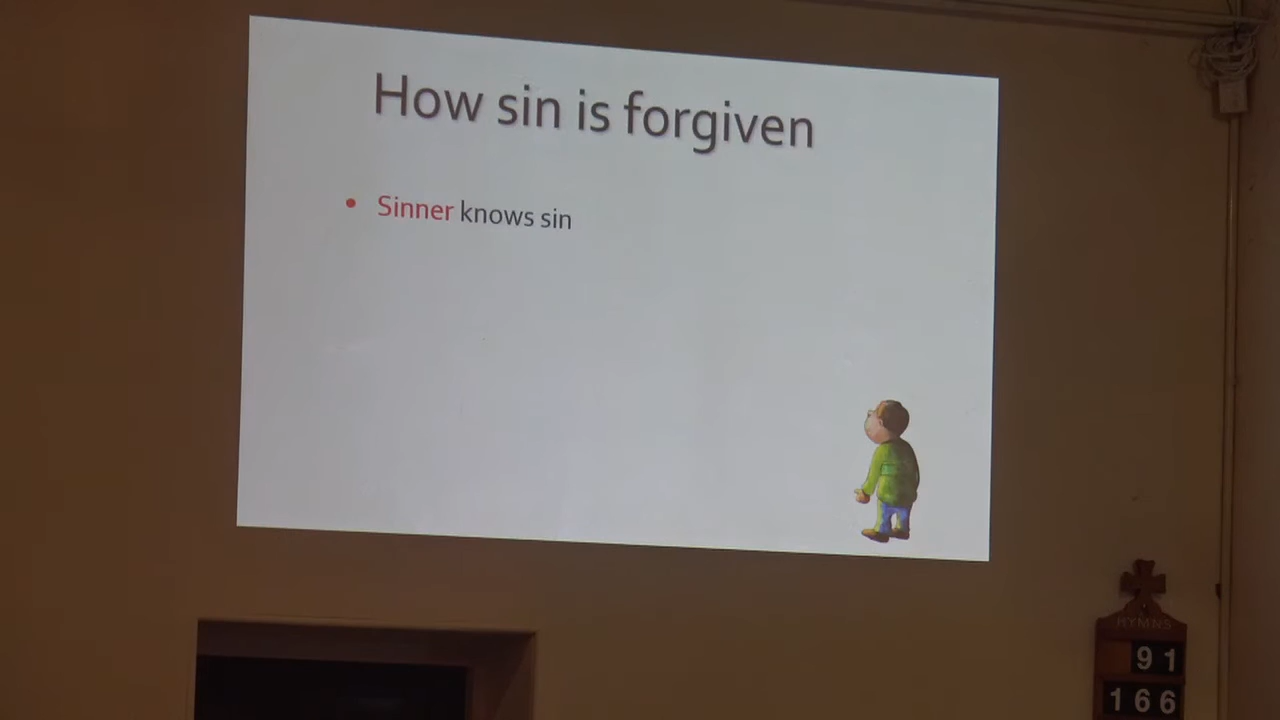 How sin is forgiven
• Sinner knows sin
HYMNS
91
166